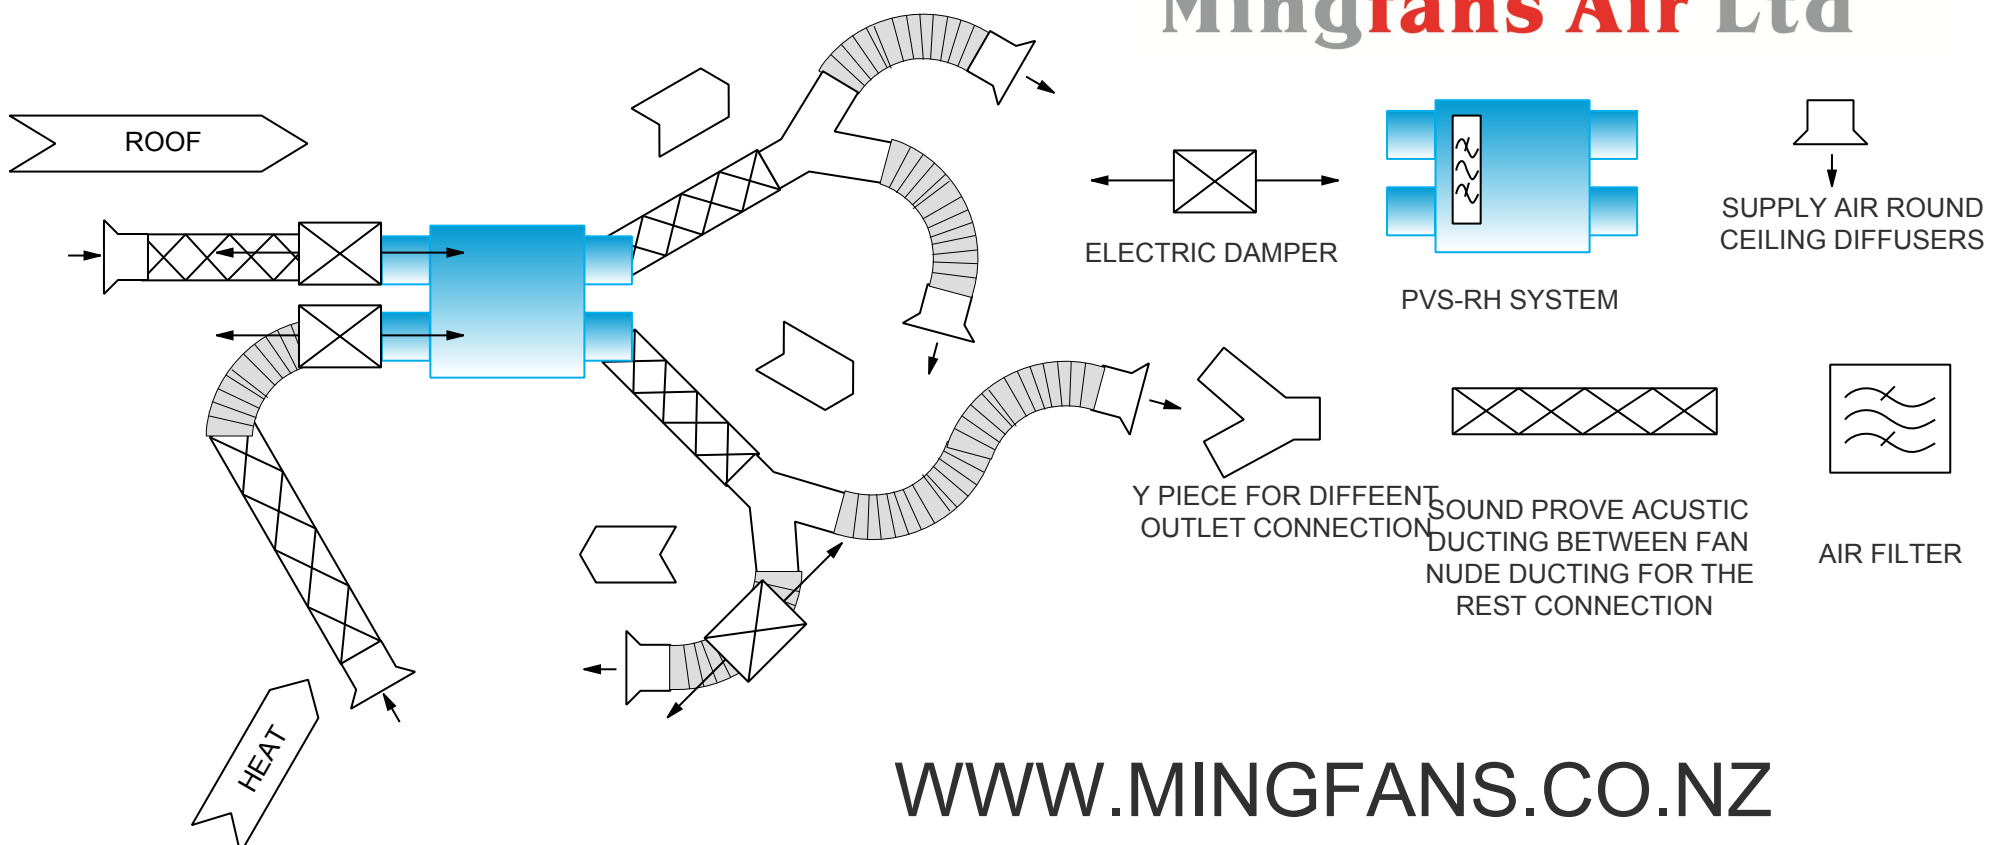 Mingfans Air Ltd
ROOF
ELECTRIC DAMPER
PVS-RH SYSTEM
SUPPLY AIR ROUND
CEILING DIFFUSERS
Y PIECE FOR DIFFEENT
OUTLET CONNECTION
SOUND PROVE ACUSTIC
DUCTING BETWEEN FAN
NUDE DUCTING FOR THE
REST CONNECTION
AIR FILTER
HEAT
WWW.MINGFANS.CO.NZ